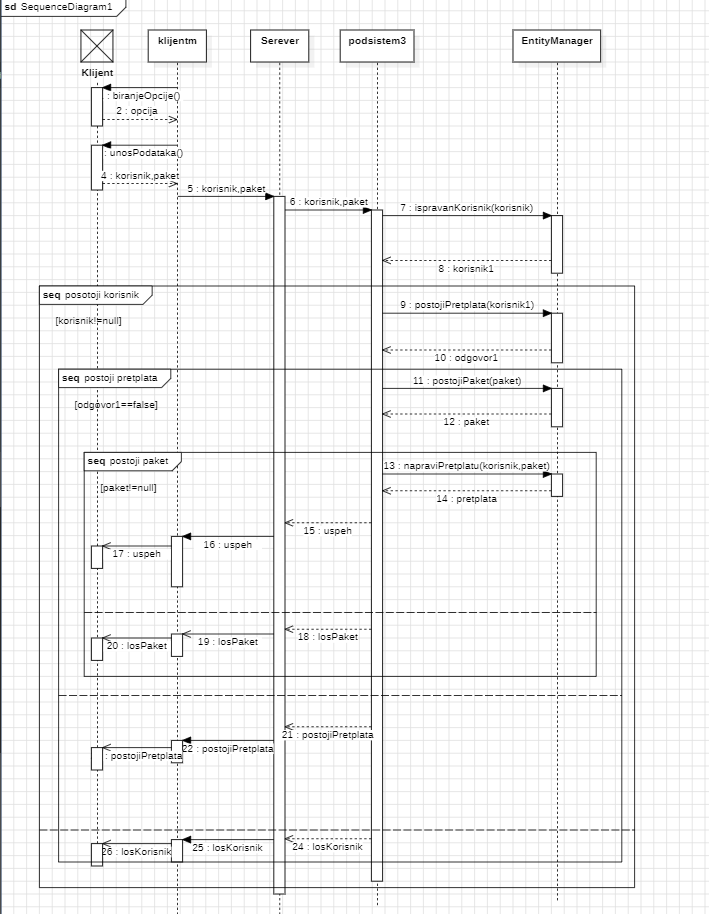 sd SequenceDiagram1
Klijent
klijentm
Serever
podsistem3
EntityManager
: biranjeOpcije()
2 : opcija
: unosPodataka()
4 : korisnik,paket
5 : korisnik,paket
6 : korisnik,paket
7 : ispravanKorisnik(korisnik)
8 : korisnik1
seq posotoji korisnik
[korisnik!=null]
9 : postojiPretplata(korisnik1)
10 : odgovor1
seq postoji pretplata
[odgovor1==false]
11 : postojiPaket(paket)
12 : paket
seq postoji paket
[paket!=null]
13 : napraviPretplatu(korisnik,paket)
14 : pretplata
15 : uspeh
16 : uspeh
17 : uspeh
18 : losPaket
19 : losPaket
20 : losPaket
21 : postojiPretplata
22 : postojiPretplata
: postojiPretplata
24 : losKorisnik
25 : losKorisnik
26 : losKorisnik